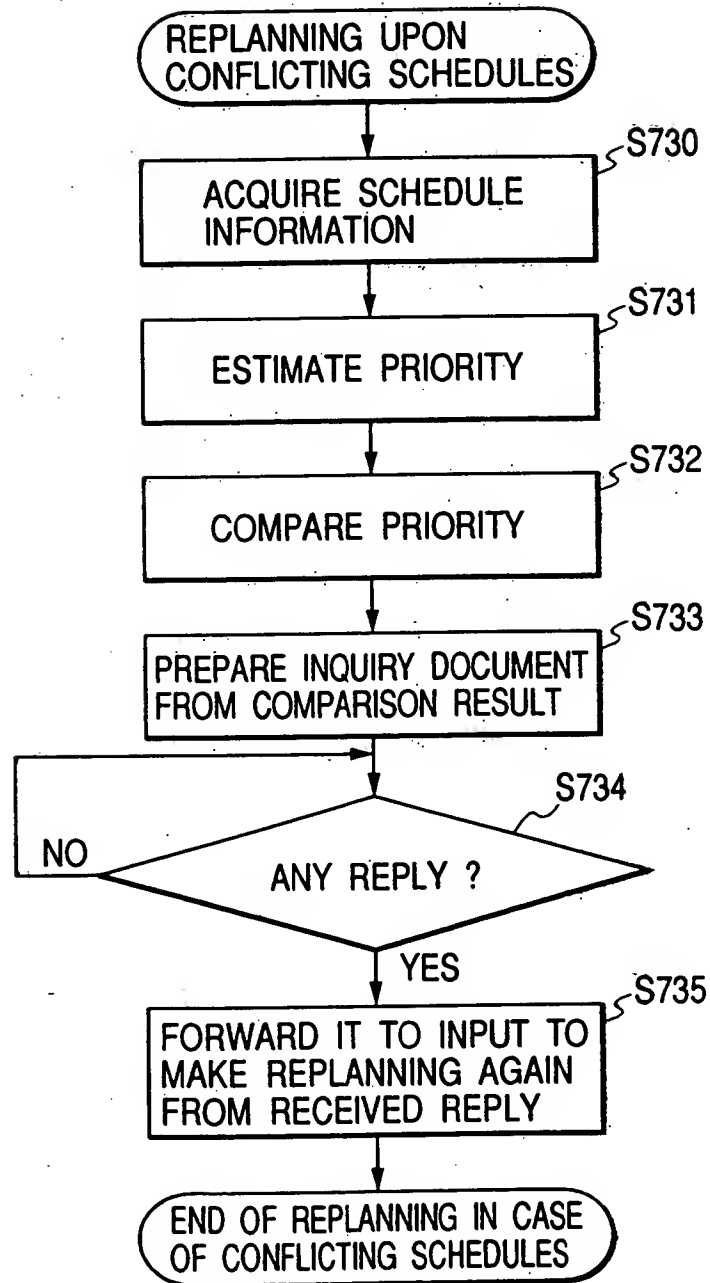 REPLANNING UPON
CONFLICTING SCHEDULES
S730
ACQUIRE SCHEDULE
INFORMATION
S731
ESTIMATE PRIORITY
S732
COMPARE PRIORITY
S733
PREPARE INQUIRY DOCUMENT
FROM COMPARISON RESULT
S734
NO
ANY REPLY ?
YES
S735
FORWARD IT TO INPUT TO
MAKE REPLANNING AGAIN
FROM RECEIVED REPLY
END OF REPLANNING IN CASE
OF CONFLICTING SCHEDULES